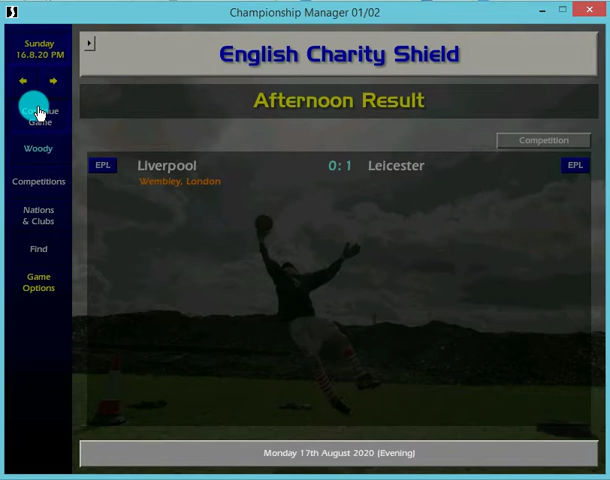 Championship Manager 01/02
Sunday
16.8.20 PM
Continue
Game
Woody
Competitions
Nations
& Clubs
Find
Game
Options
English Charity Shield
Afternoon Result
Competition
EPL Liverpool 0:1 Leicester EPL
Wembley, London
Monday 17th August 2020 [Evening]